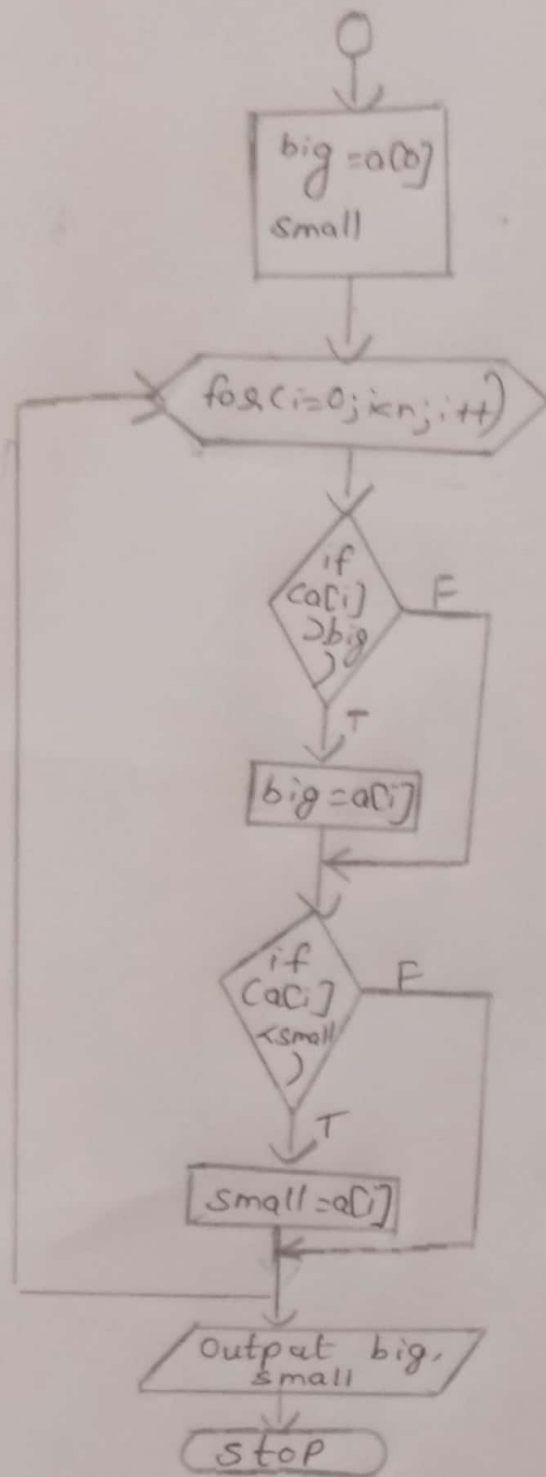 big = a[0]
small
for(i=0; i<n; i++)
if
(a[i]
>big
)
F
T
big = a[i]
if
(a[i]
<small
)
F
T
small = a[i]
output big,
small
stop